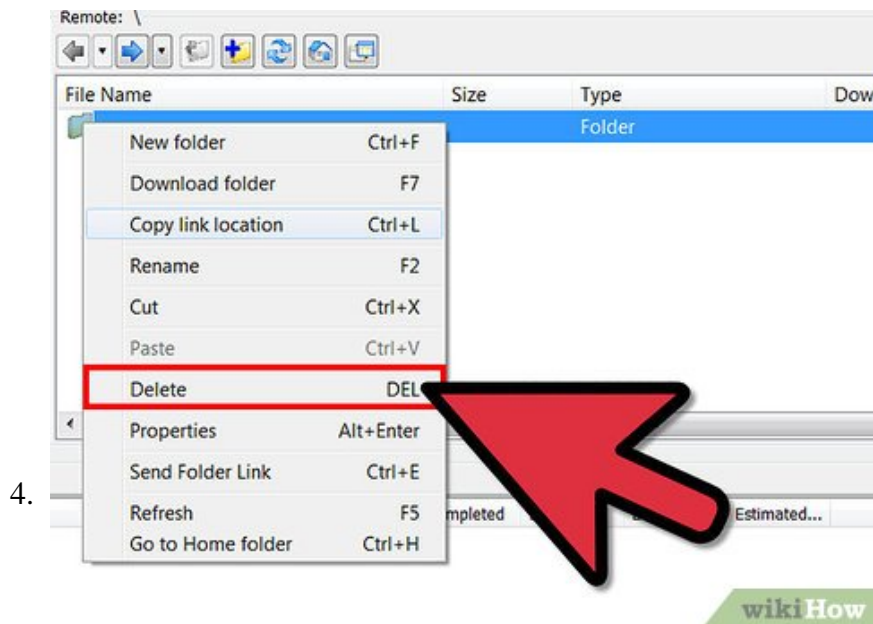 Remote: \
File Name Size Type Dow
Folder
New folder Ctrl+F
Download folder F7
Copy link location Ctrl+L
Rename F2
Cut Ctrl+X
Paste Ctrl+V
Delete DEL
Properties Alt+Enter
Send Folder Link Ctrl+E
4.
Refresh F5 mpleted Estimated...
Go to Home folder Ctrl+H
wikiHow